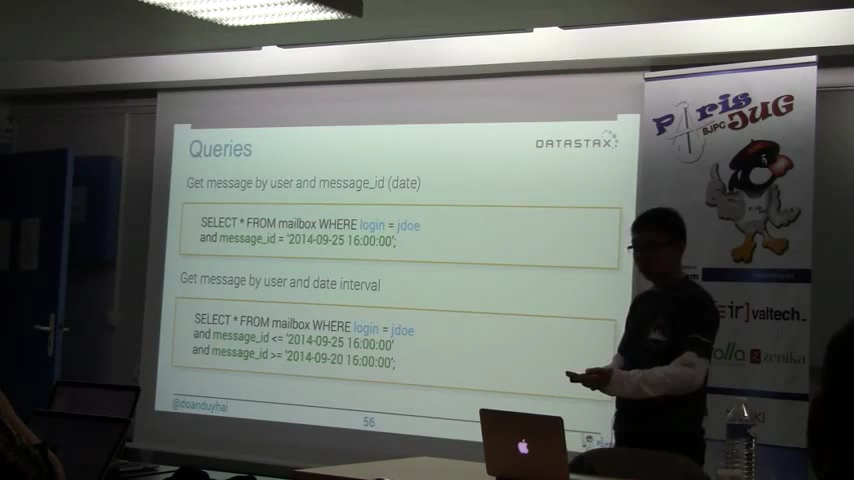 Queries
DATASTAX
Get message by user and message_id (date)
SELECT * FROM mailbox WHERE login = jdoe
and message_id = '2014-09-25 16:00:00';
Get message by user and date interval
SELECT * FROM mailbox WHERE login = jdoe
and message_id <= '2014-09-25 16:00:00'
and message_id >= '2014-09-20 16:00:00';
@doanduyhai
56
Paris
BJPC JUG
valtech_
zenika